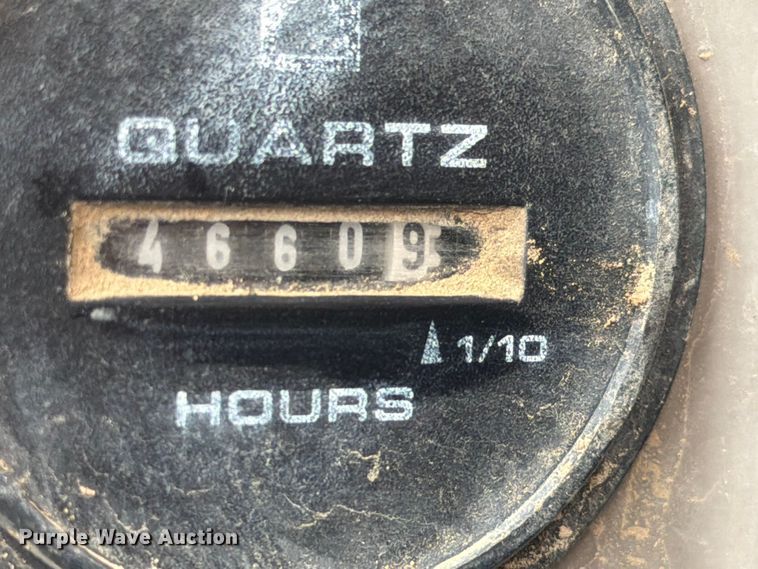 QUARTZ
46609
1/10
HOURS
Purple Wave Auction